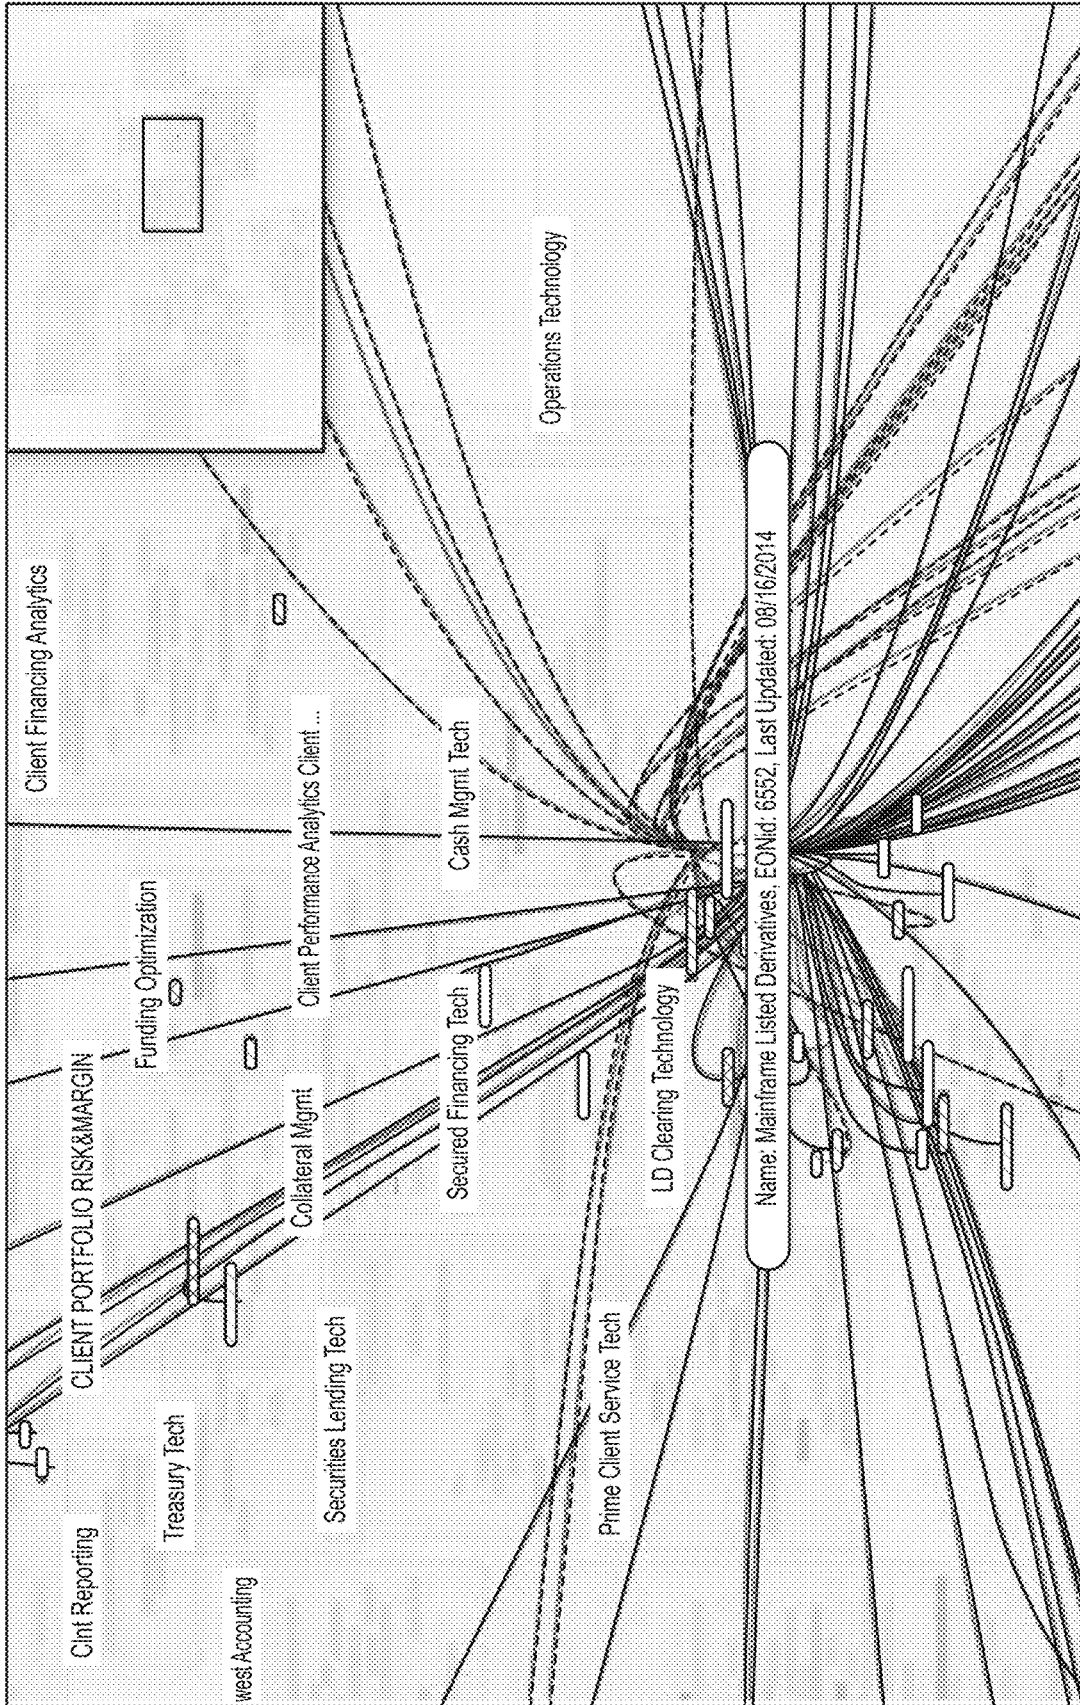 Client Financing Analytics
CLIENT PORTFOLIO RISK&MARGIN
Clnt Reporting
Funding Optimization
Treasury Tech
west Accounting
Client Performance Analytics Client...
Collateral Mgmt
Securities Lending Tech
Cash Mgmt Tech
Secured Financing Tech
Operations Technology
Prime Client Service Tech
LD Clearing Technology
Name: Mainframe Listed Derivatives, EONid: 6552, Last Updated: 08/16/2014